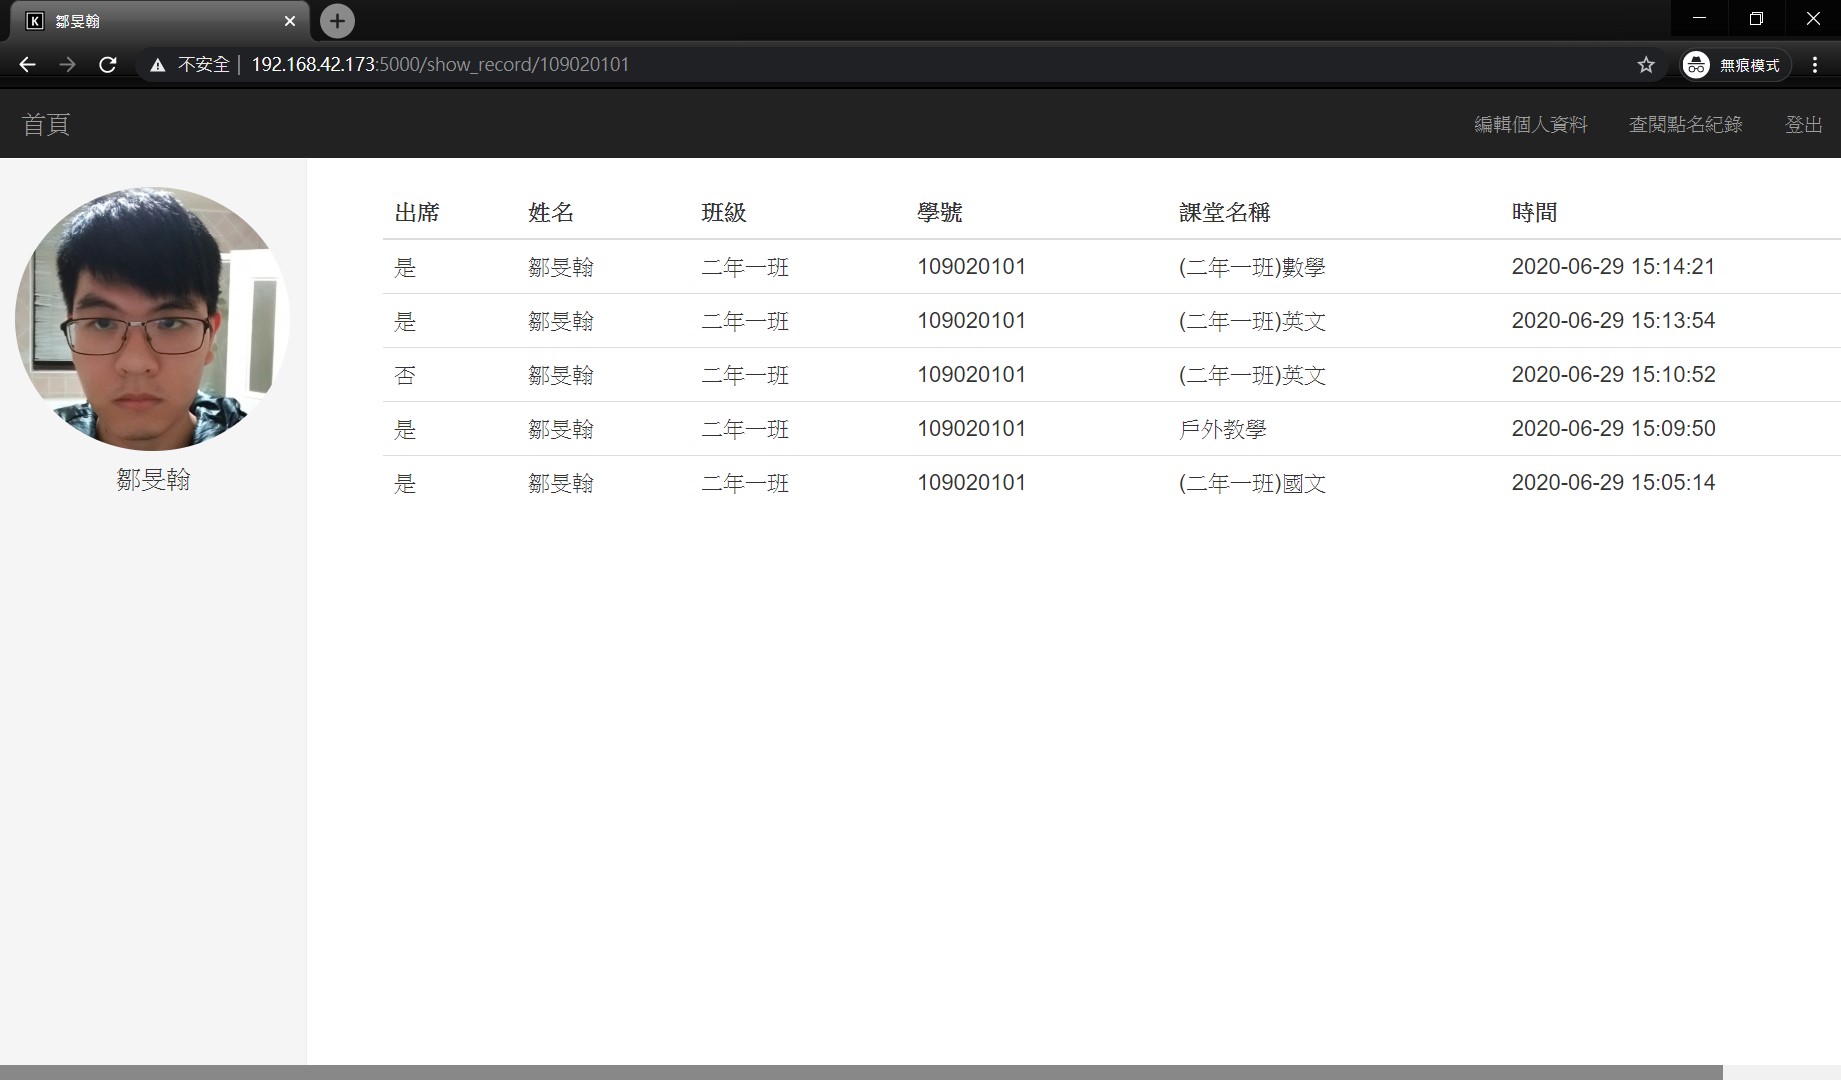 K 鄒旻翰
不安全 192.168.42.173:5000/show_record/109020101 無痕模式
首頁 編輯個人資料 查閱點名紀錄 登出
出席 姓名 班級 學號 課堂名稱 時間
是 鄒旻翰 二年一班 109020101 (二年一班)數學 2020-06-29 15:14:21
是 鄒旻翰 二年一班 109020101 (二年一班)英文 2020-06-29 15:13:54
否 鄒旻翰 二年一班 109020101 (二年一班)英文 2020-06-29 15:10:52
是 鄒旻翰 二年一班 109020101 戶外教學 2020-06-29 15:09:50
是 鄒旻翰 二年一班 109020101 (二年一班)國文 2020-06-29 15:05:14
鄒旻翰